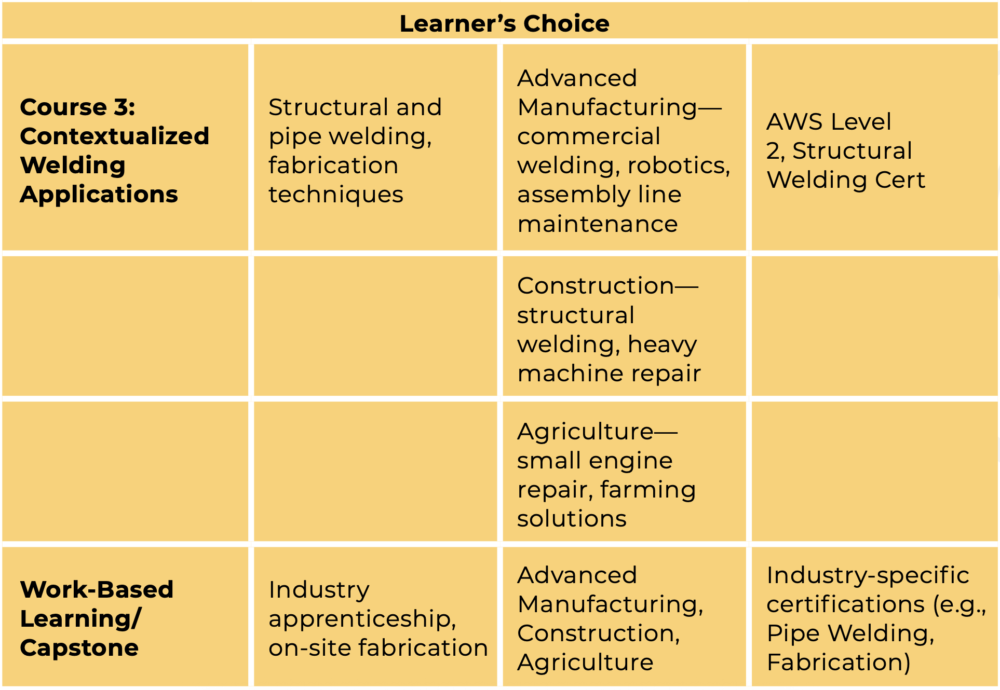 Learner’s Choice
Course 3:
Contextualized
Welding
Applications
Structural and
pipe welding,
fabrication
techniques
Advanced
Manufacturing—
commercial
welding, robotics,
assembly line
maintenance
AWS Level
2, Structural
Welding Cert
Construction—
structural
welding, heavy
machine repair
Agriculture—
small engine
repair, farming
solutions
Work-Based
Learning/
Capstone
Industry
apprenticeship,
on-site fabrication
Advanced
Manufacturing,
Construction,
Agriculture
Industry-specific
certifications (e.g.,
Pipe Welding,
Fabrication)